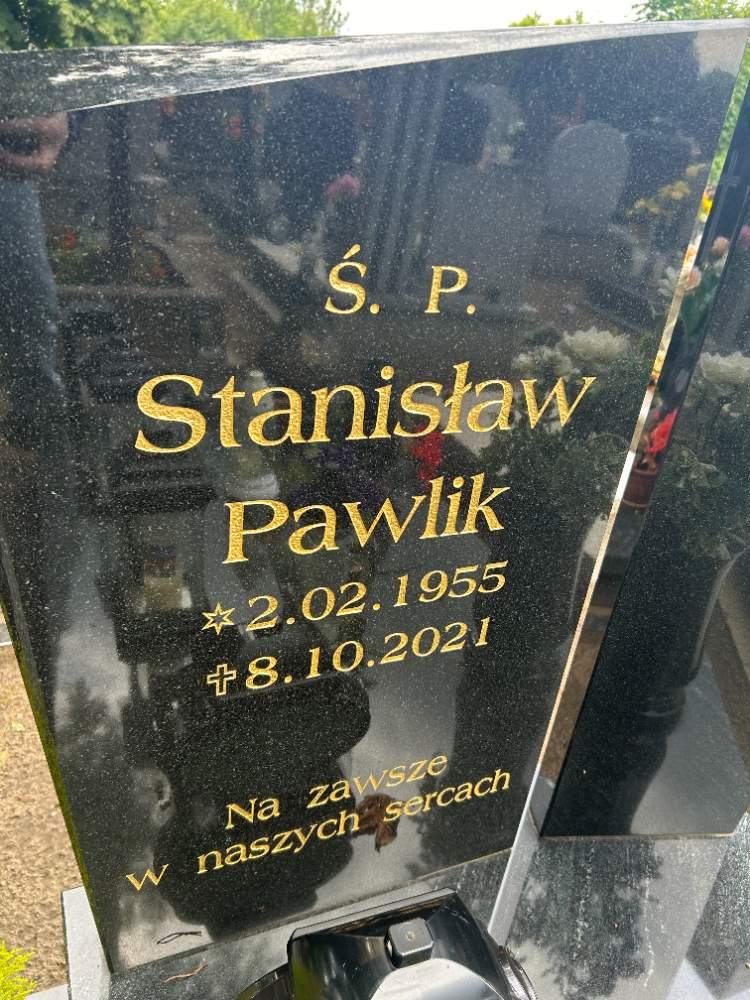 Ś. P.
Stanisław
Pawlik
✡2.02.1955
✝8.10.2021
Na zawsze
w naszych sercach